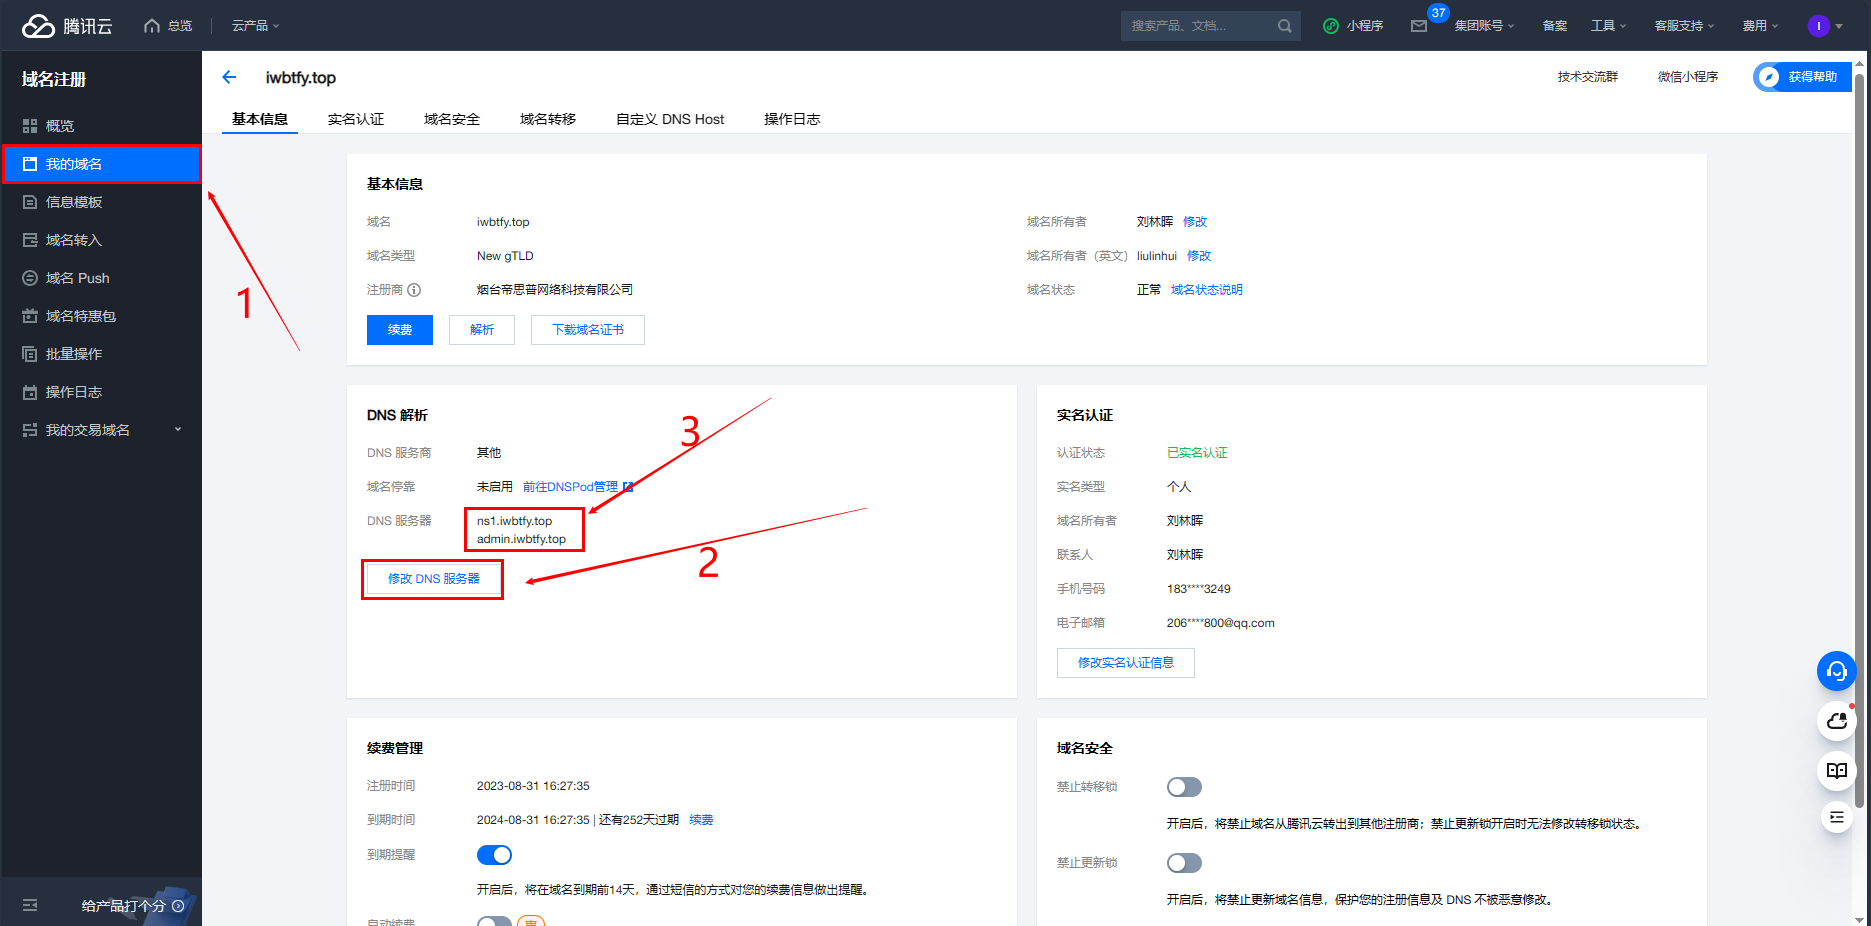 腾讯云 总览 云产品 搜索产品、文档... 小程序 37 集团账号 备案 工具 客服支持 费用 I
域名注册
概览
我的域名
信息模板
域名转入
域名 Push
域名特惠包
批量操作
操作日志
我的交易域名
给产品打个分
1
iwbtfy.top
技术交流群 微信小程序 获得帮助
基本信息 实名认证 域名安全 域名转移 自定义 DNS Host 操作日志
基本信息
域名 iwbtfy.top
域名所有者 刘林晖 修改
域名类型 New gTLD
域名所有者（英文） liulinhui 修改
注册商 烟台帝思普网络科技有限公司
域名状态 正常 域名状态说明
续费 解析 下载域名证书
DNS 解析
DNS 服务商 其他
域名停靠 未启用 前往DNSPod管理
DNS 服务器 ns1.iwbtfy.top
admin.iwbtfy.top
修改 DNS 服务器
3
2
实名认证
认证状态 已实名认证
实名类型 个人
域名所有者 刘林晖
联系人 刘林晖
手机号码 183****3249
电子邮箱 206****800@qq.com
修改实名认证信息
续费管理
注册时间 2023-08-31 16:27:35
到期时间 2024-08-31 16:27:35 | 还有252天过期 续费
到期提醒
开启后，将在域名到期前14天，通过短信的方式对您的续费信息做出提醒。
自动续费 惠
域名安全
禁止转移锁
开启后，将禁止域名从腾讯云转出到其他注册商；禁止更新锁开启时无法修改转移锁状态。
禁止更新锁
开启后，将禁止更新域名信息，保护您的注册信息及 DNS 不被恶意修改。